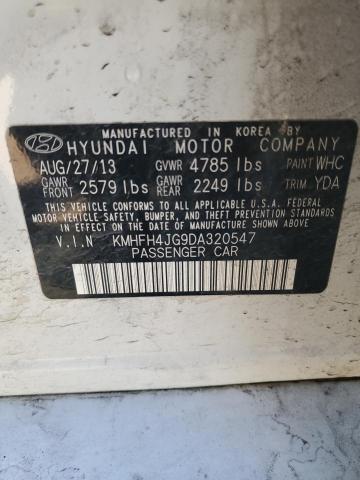 MANUFACTURED IN KOREA BY
HYUNDAI MOTOR COMPANY
AUG/27/13 GVWR 4785 lbs PAINT WHC
GAWR FRONT 2579 lbs GAWR REAR 2249 lbs TRIM YDA
THIS VEHICLE CONFORMS TO ALL APPLICABLE U.S.A. FEDERAL
MOTOR VEHICLE SAFETY, BUMPER, AND THEFT PREVENTION STANDARDS
IN EFFECT ON THE DATE OF MANUFACTURE SHOWN ABOVE.
V.I.N KMHFH4JG9DA320547
PASSENGER CAR